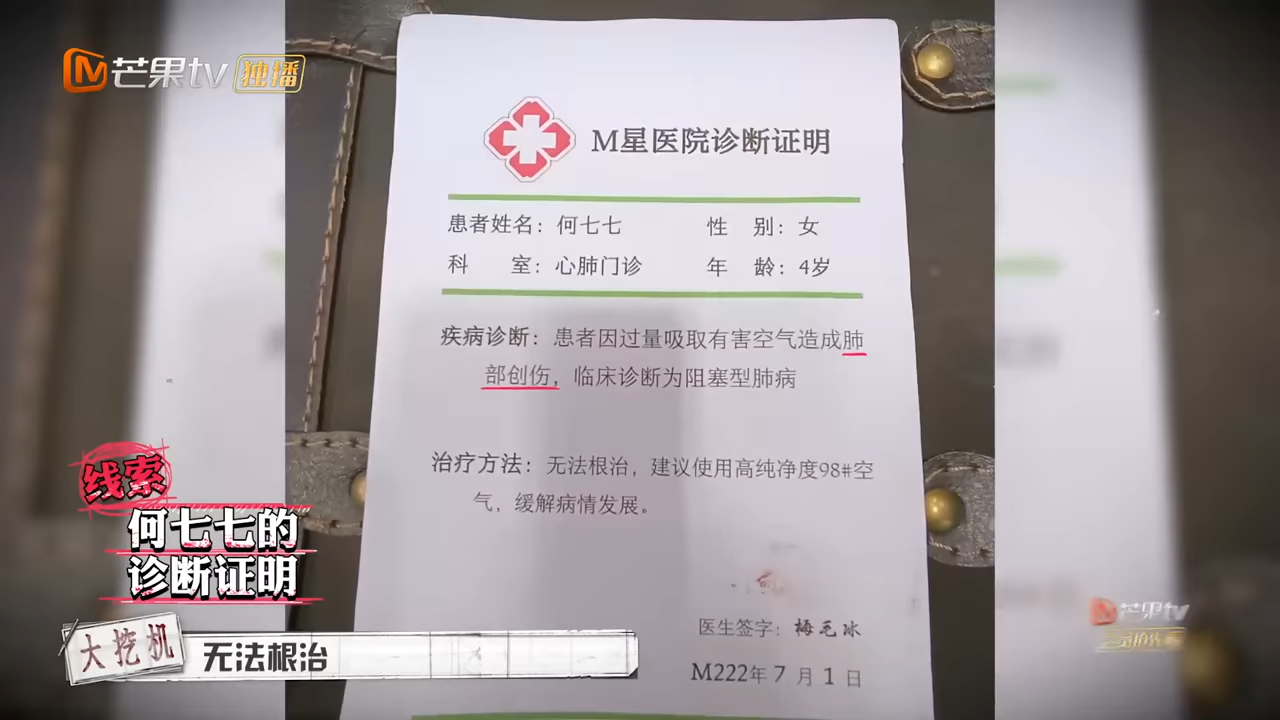 芒果tv 独播
M星医院诊断证明
患者姓名：何七七 性 别：女
科 室：心肺门诊 年 龄：4岁
疾病诊断：患者因过量吸取有害空气造成肺
部创伤，临床诊断为阻塞型肺病
治疗方法：无法根治，建议使用高纯净度98#空
气，缓解病情发展。
医生签字：梅毛冰
M222年 7 月 1 日
线索
何七七的
诊断证明
大挖机 无法根治
芒果tv